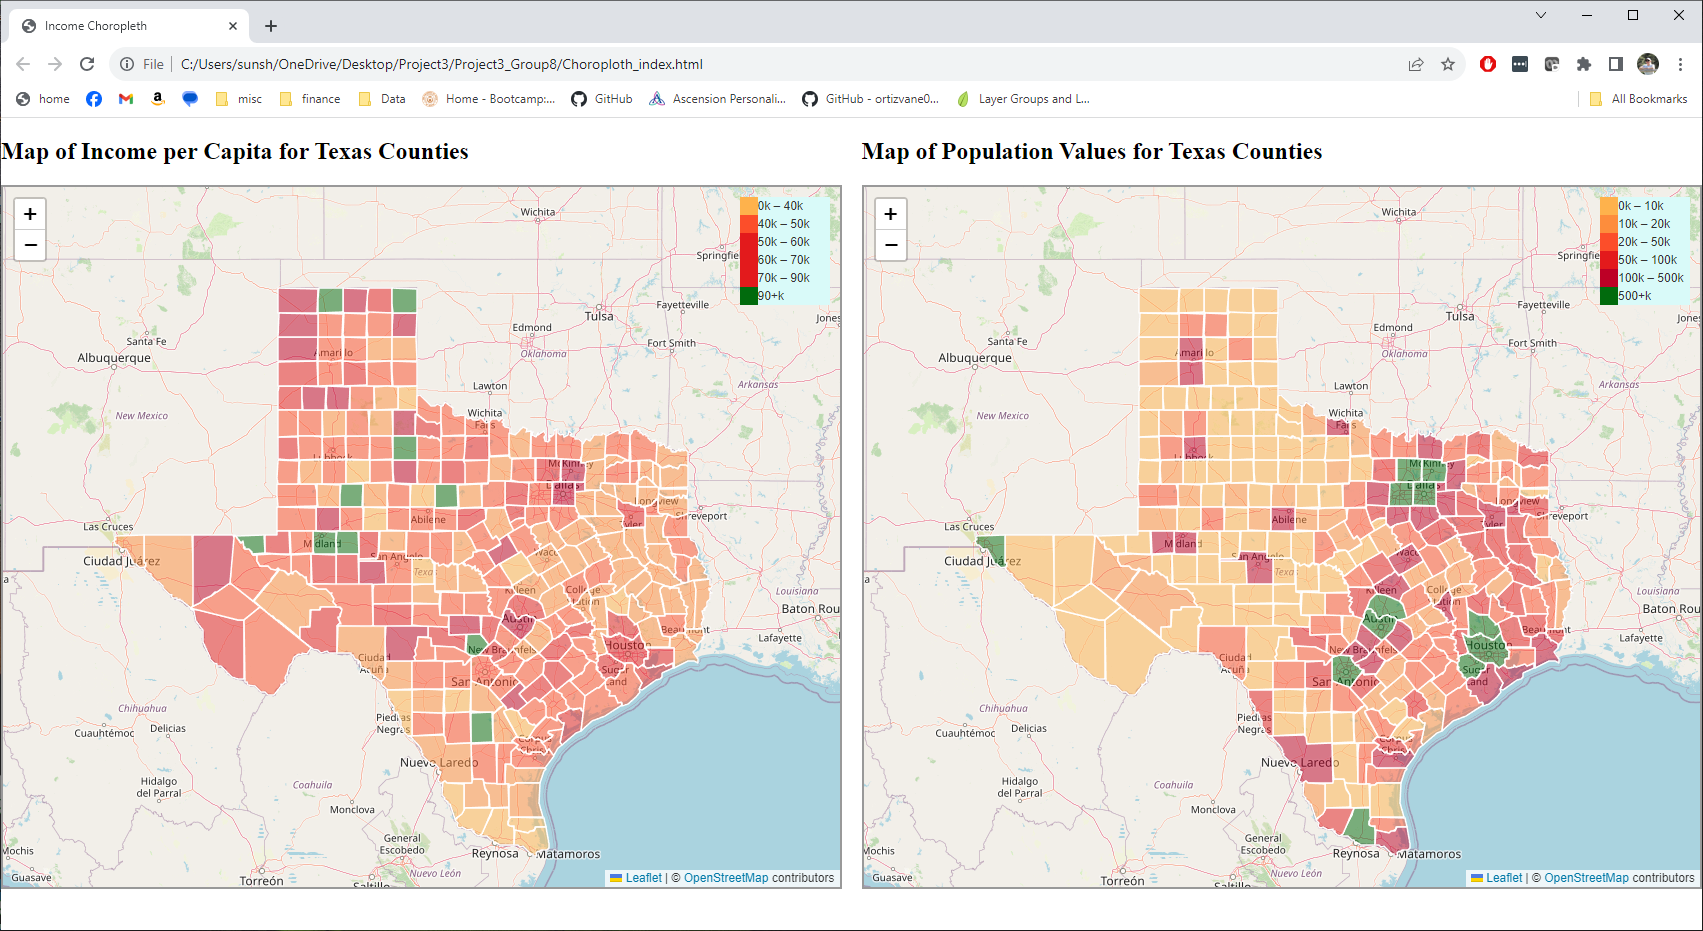 Income Choropleth
File
C:/Users/sunsh/OneDrive/Desktop/Project3/Project3_Group8/Choroploth_index.html
home
misc
finance
Data
Home - Bootcamp:...
GitHub
Ascension Personali...
GitHub - ortizvane0...
Layer Groups and L...
All Bookmarks
Map of Income per Capita for Texas Counties
+
−
0k – 40k
40k – 50k
50k – 60k
60k – 70k
70k – 90k
90+k
Wichita
Springfie
Fayetteville
Jones
Tulsa
Edmond
Oklahoma
Fort Smith
Santa Fe
Albuquerque
Amarillo
Lawton
Arkansas
New Mexico
Wichita
Falls
Lubbock
McKinney
Dallas
Longview
Shreveport
Tyler
Abilene
Las Cruces
Midland
Ciudad Juárez
San Angelo
Waco
Texas
Killeen
College
Station
Louisiana
Baton Rou
Austin
Beaumont
Lafayette
Houston
New Braunfels
Ciudad
Acuña
San Antonio
Sugar
Land
Chihuahua
Delicias
Cuauhtémoc
Piedras
Negras
Corpus
Christi
Nuevo Laredo
Hidalgo
del Parral
Coahuila
Monclova
General
Escobedo
Reynosa
Matamoros
Mochis
Guasave
Nuevo León
Torreón
Saltillo
Leaflet | © OpenStreetMap contributors
Map of Population Values for Texas Counties
+
−
0k – 10k
10k – 20k
20k – 50k
50k – 100k
100k – 500k
500+k
Wichita
Springfie
Fayetteville
Jones
Tulsa
Edmond
Oklahoma
Fort Smith
Santa Fe
Albuquerque
Amarillo
Lawton
Arkansas
New Mexico
Wichita
Falls
Lubbock
McKinney
Dallas
Longview
Shreveport
Tyler
Abilene
Las Cruces
Midland
Ciudad Juárez
San Angelo
Waco
Texas
Killeen
College
Station
Louisiana
Baton Rou
Austin
Beaumont
Lafayette
Houston
New Braunfels
Ciudad
Acuña
San Antonio
Sugar
Land
Chihuahua
Delicias
Cuauhtémoc
Piedras
Negras
Corpus
Christi
Nuevo Laredo
Hidalgo
del Parral
Coahuila
Monclova
General
Escobedo
Reynosa
Matamoros
Mochis
Guasave
Nuevo León
Torreón
Saltillo
Leaflet | © OpenStreetMap contributors